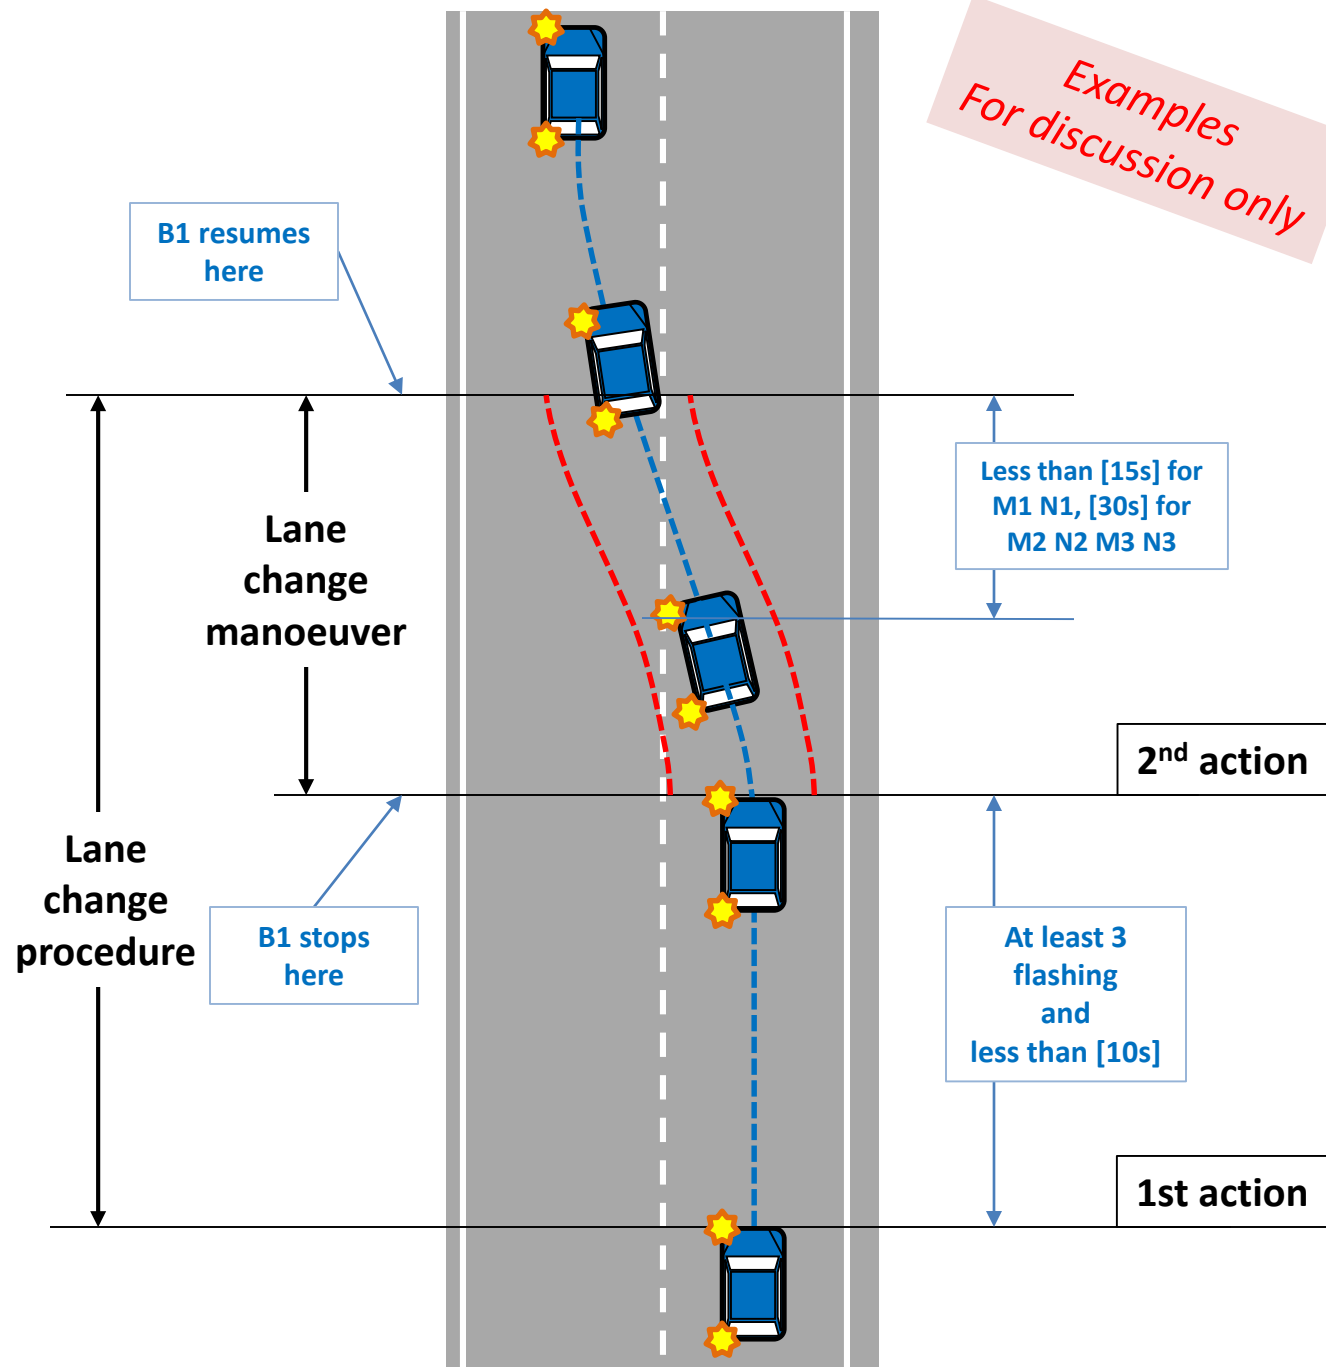 Examples
For discussion only
B1 resumes
here
Less than [15s] for
M1 N1, [30s] for
M2 N2 M3 N3
Lane
change
manoeuver
2nd action
Lane
change
procedure
B1 stops
here
At least 3
flashing
and
less than [10s]
1st action